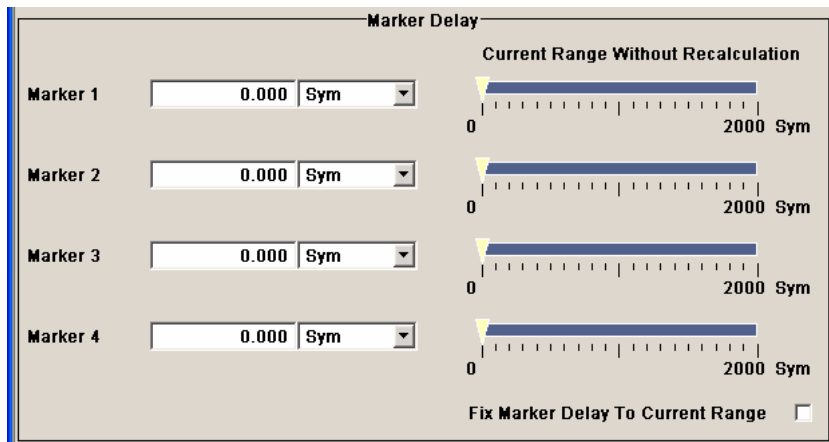 Marker Delay
Current Range Without Recalculation
Marker 1 0.000 Sym
0 2000 Sym
Marker 2 0.000 Sym
0 2000 Sym
Marker 3 0.000 Sym
0 2000 Sym
Marker 4 0.000 Sym
0 2000 Sym
Fix Marker Delay To Current Range